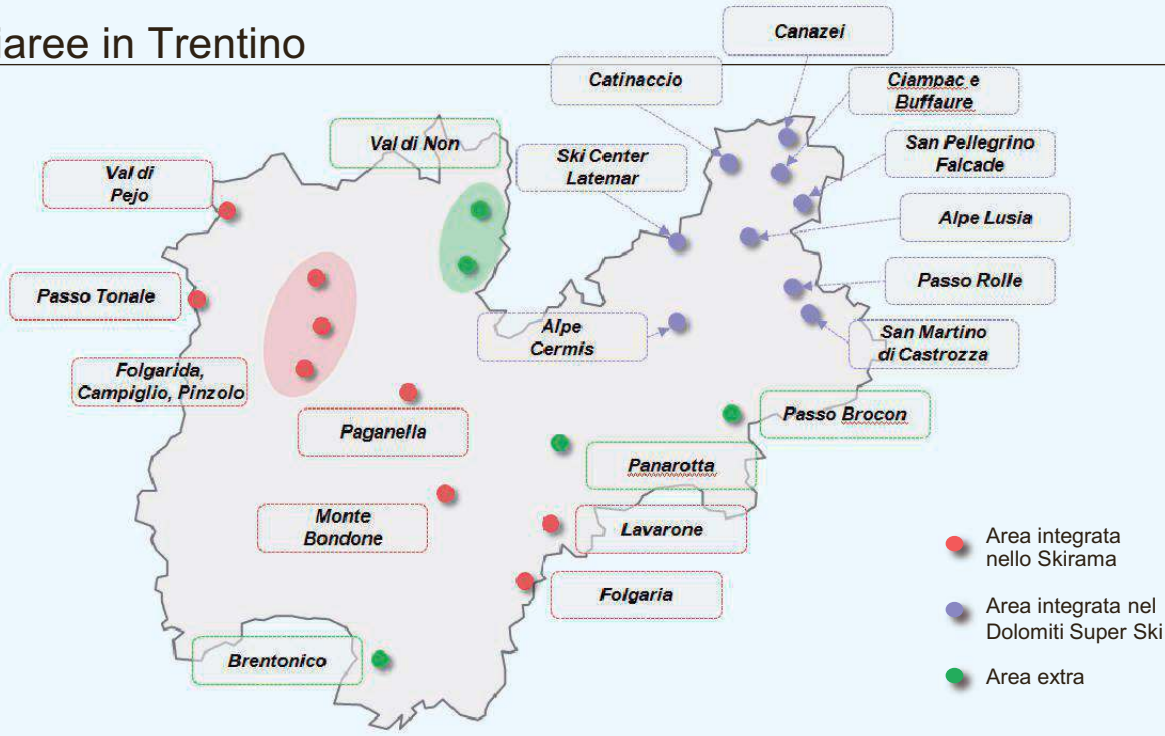 iaree in Trentino
Canazei
Catinaccio
Ciampac e
Buffaure
Val di Non
Ski Center
Latemar
San Pellegrino
Falcade
Val di
Pejo
Alpe Lusia
Passo Tonale
Passo Rolle
Alpe
Cermis
San Martino
di Castrozza
Folgarida,
Campiglio, Pinzolo
Paganella
Passo Brocon
Panarotta
Monte
Bondone
Lavarone
Folgaria
Brentonico
Area integrata
nello Skirama
Area integrata nel
Dolomiti Super Ski
Area extra